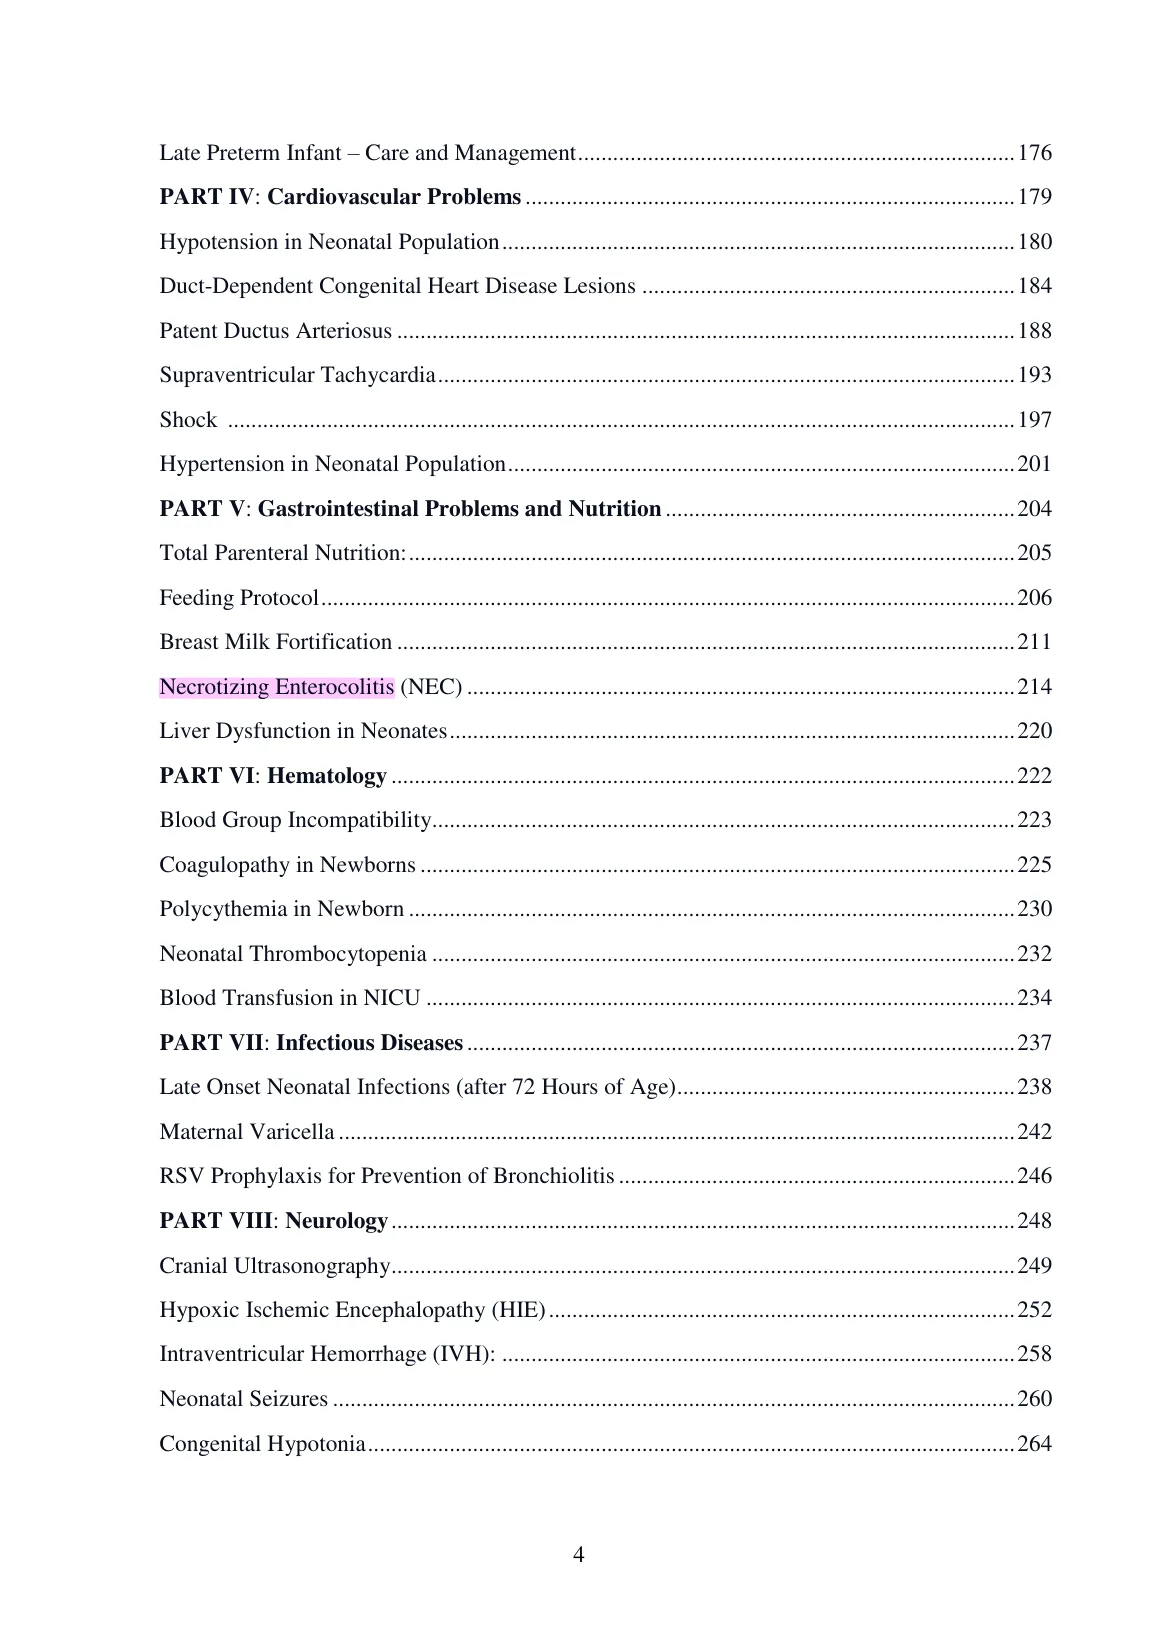 Late Preterm Infant – Care and Management..........176
PART IV: Cardiovascular Problems..........179
Hypotension in Neonatal Population..........180
Duct-Dependent Congenital Heart Disease Lesions..........184
Patent Ductus Arteriosus..........188
Supraventricular Tachycardia..........193
Shock..........197
Hypertension in Neonatal Population..........201
PART V: Gastrointestinal Problems and Nutrition..........204
Total Parenteral Nutrition:..........205
Feeding Protocol..........206
Breast Milk Fortification..........211
Necrotizing Enterocolitis (NEC)..........214
Liver Dysfunction in Neonates..........220
PART VI: Hematology..........222
Blood Group Incompatibility..........223
Coagulopathy in Newborns..........225
Polycythemia in Newborn..........230
Neonatal Thrombocytopenia..........232
Blood Transfusion in NICU..........234
PART VII: Infectious Diseases..........237
Late Onset Neonatal Infections (after 72 Hours of Age)..........238
Maternal Varicella..........242
RSV Prophylaxis for Prevention of Bronchiolitis..........246
PART VIII: Neurology..........248
Cranial Ultrasonography..........249
Hypoxic Ischemic Encephalopathy (HIE)..........252
Intraventricular Hemorrhage (IVH):..........258
Neonatal Seizures..........260
Congenital Hypotonia..........264
4